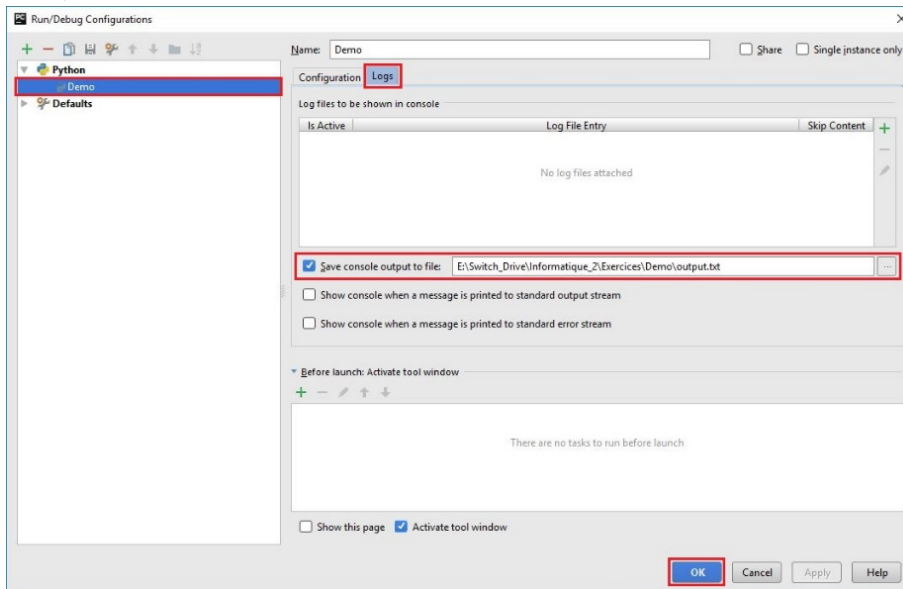 Run/Debug Configurations
Python
Demo
Defaults
Name: Demo
Share
Single instance only
Configuration
Logs
Log files to be shown in console
Is Active
Log File Entry
Skip Content
No log files attached
Save console output to file: E:\Switch_Drive\Informatique_2\Exercices\Demo\output.txt
...
Show console when a message is printed to standard output stream
Show console when a message is printed to standard error stream
Before launch: Activate tool window
There are no tasks to run before launch
Show this page
Activate tool window
OK
Cancel
Apply
Help